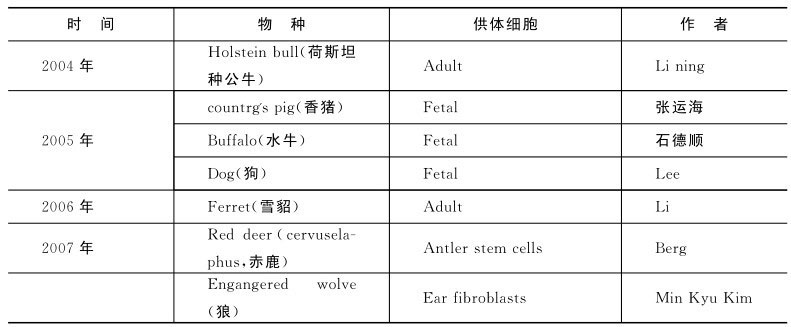 时 间 物 种 供体细胞 作 者
2004 年 Holstein bull(荷斯坦种公牛) Adult Li ning
2005 年 countrg's pig(香猪) Fetal 张运海
Buffalo(水牛) Fetal 石德顺
Dog(狗) Fetal Lee
2006 年 Ferret(雪貂) Adult Li
2007 年 Red deer(cervusela-
phus,赤鹿) Antler stem cells Berg
Engangered wolve
(狼) Ear fibroblasts Min Kyu Kim